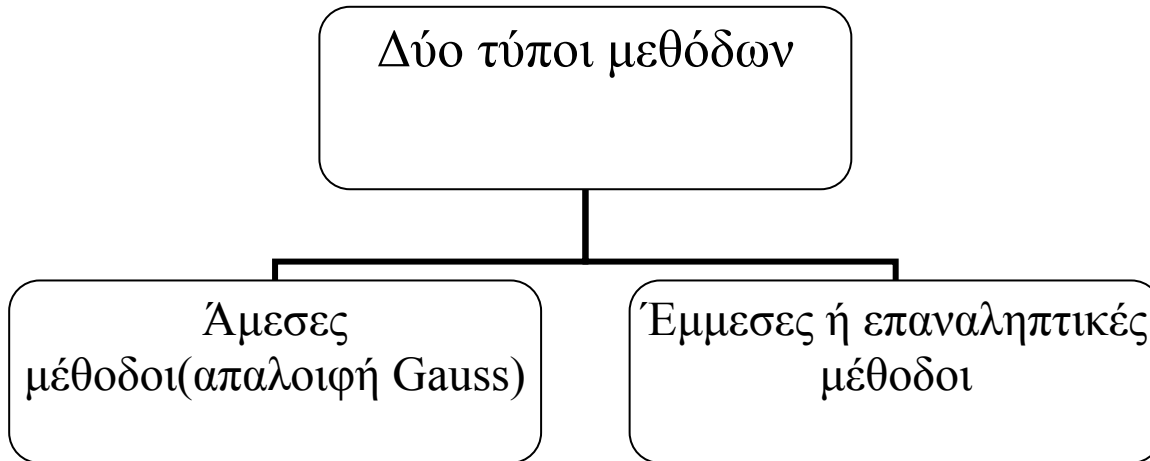 Δύο τύποι μεθόδων
Άμεσες
μέθοδοι(απαλοιφή Gauss)
Έμμεσες ή επαναληπτικές
μέθοδοι